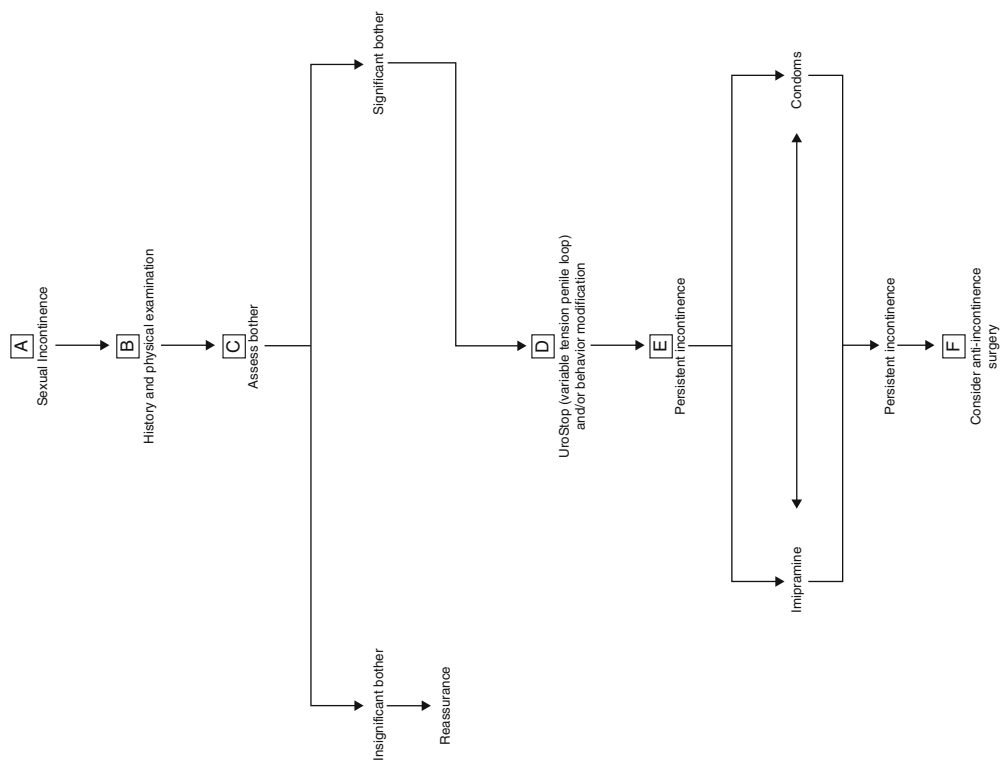 A
Sexual Incontinence
B
History and physical examination
C
Assess bother
Insignificant bother
Significant bother
Reassurance
D
UroStop (variable tension penile loop)
and/or behavior modification
E
Persistent incontinence
Imipramine
Condoms
Persistent incontinence
F
Consider anti-incontinence
surgery